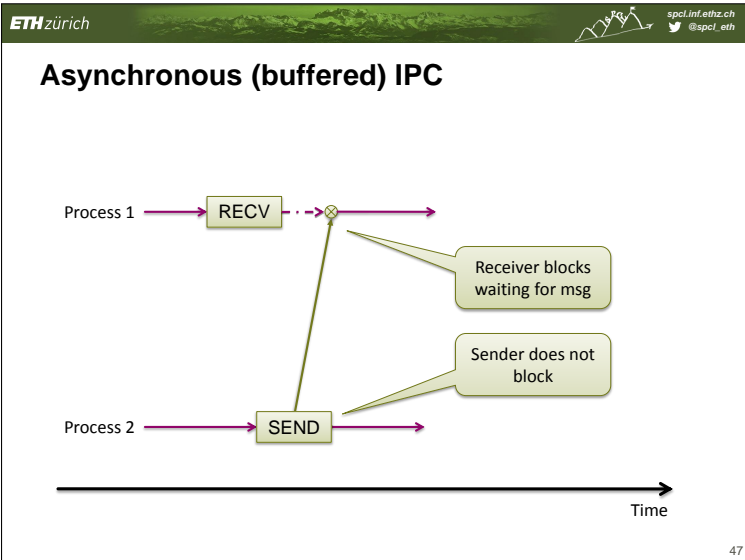 ETH zürich
spcl.inf.ethz.ch
@spcl_eth
Asynchronous (buffered) IPC
Process 1
RECV
Receiver blocks
waiting for msg
Sender does not
block
Process 2
SEND
Time
47